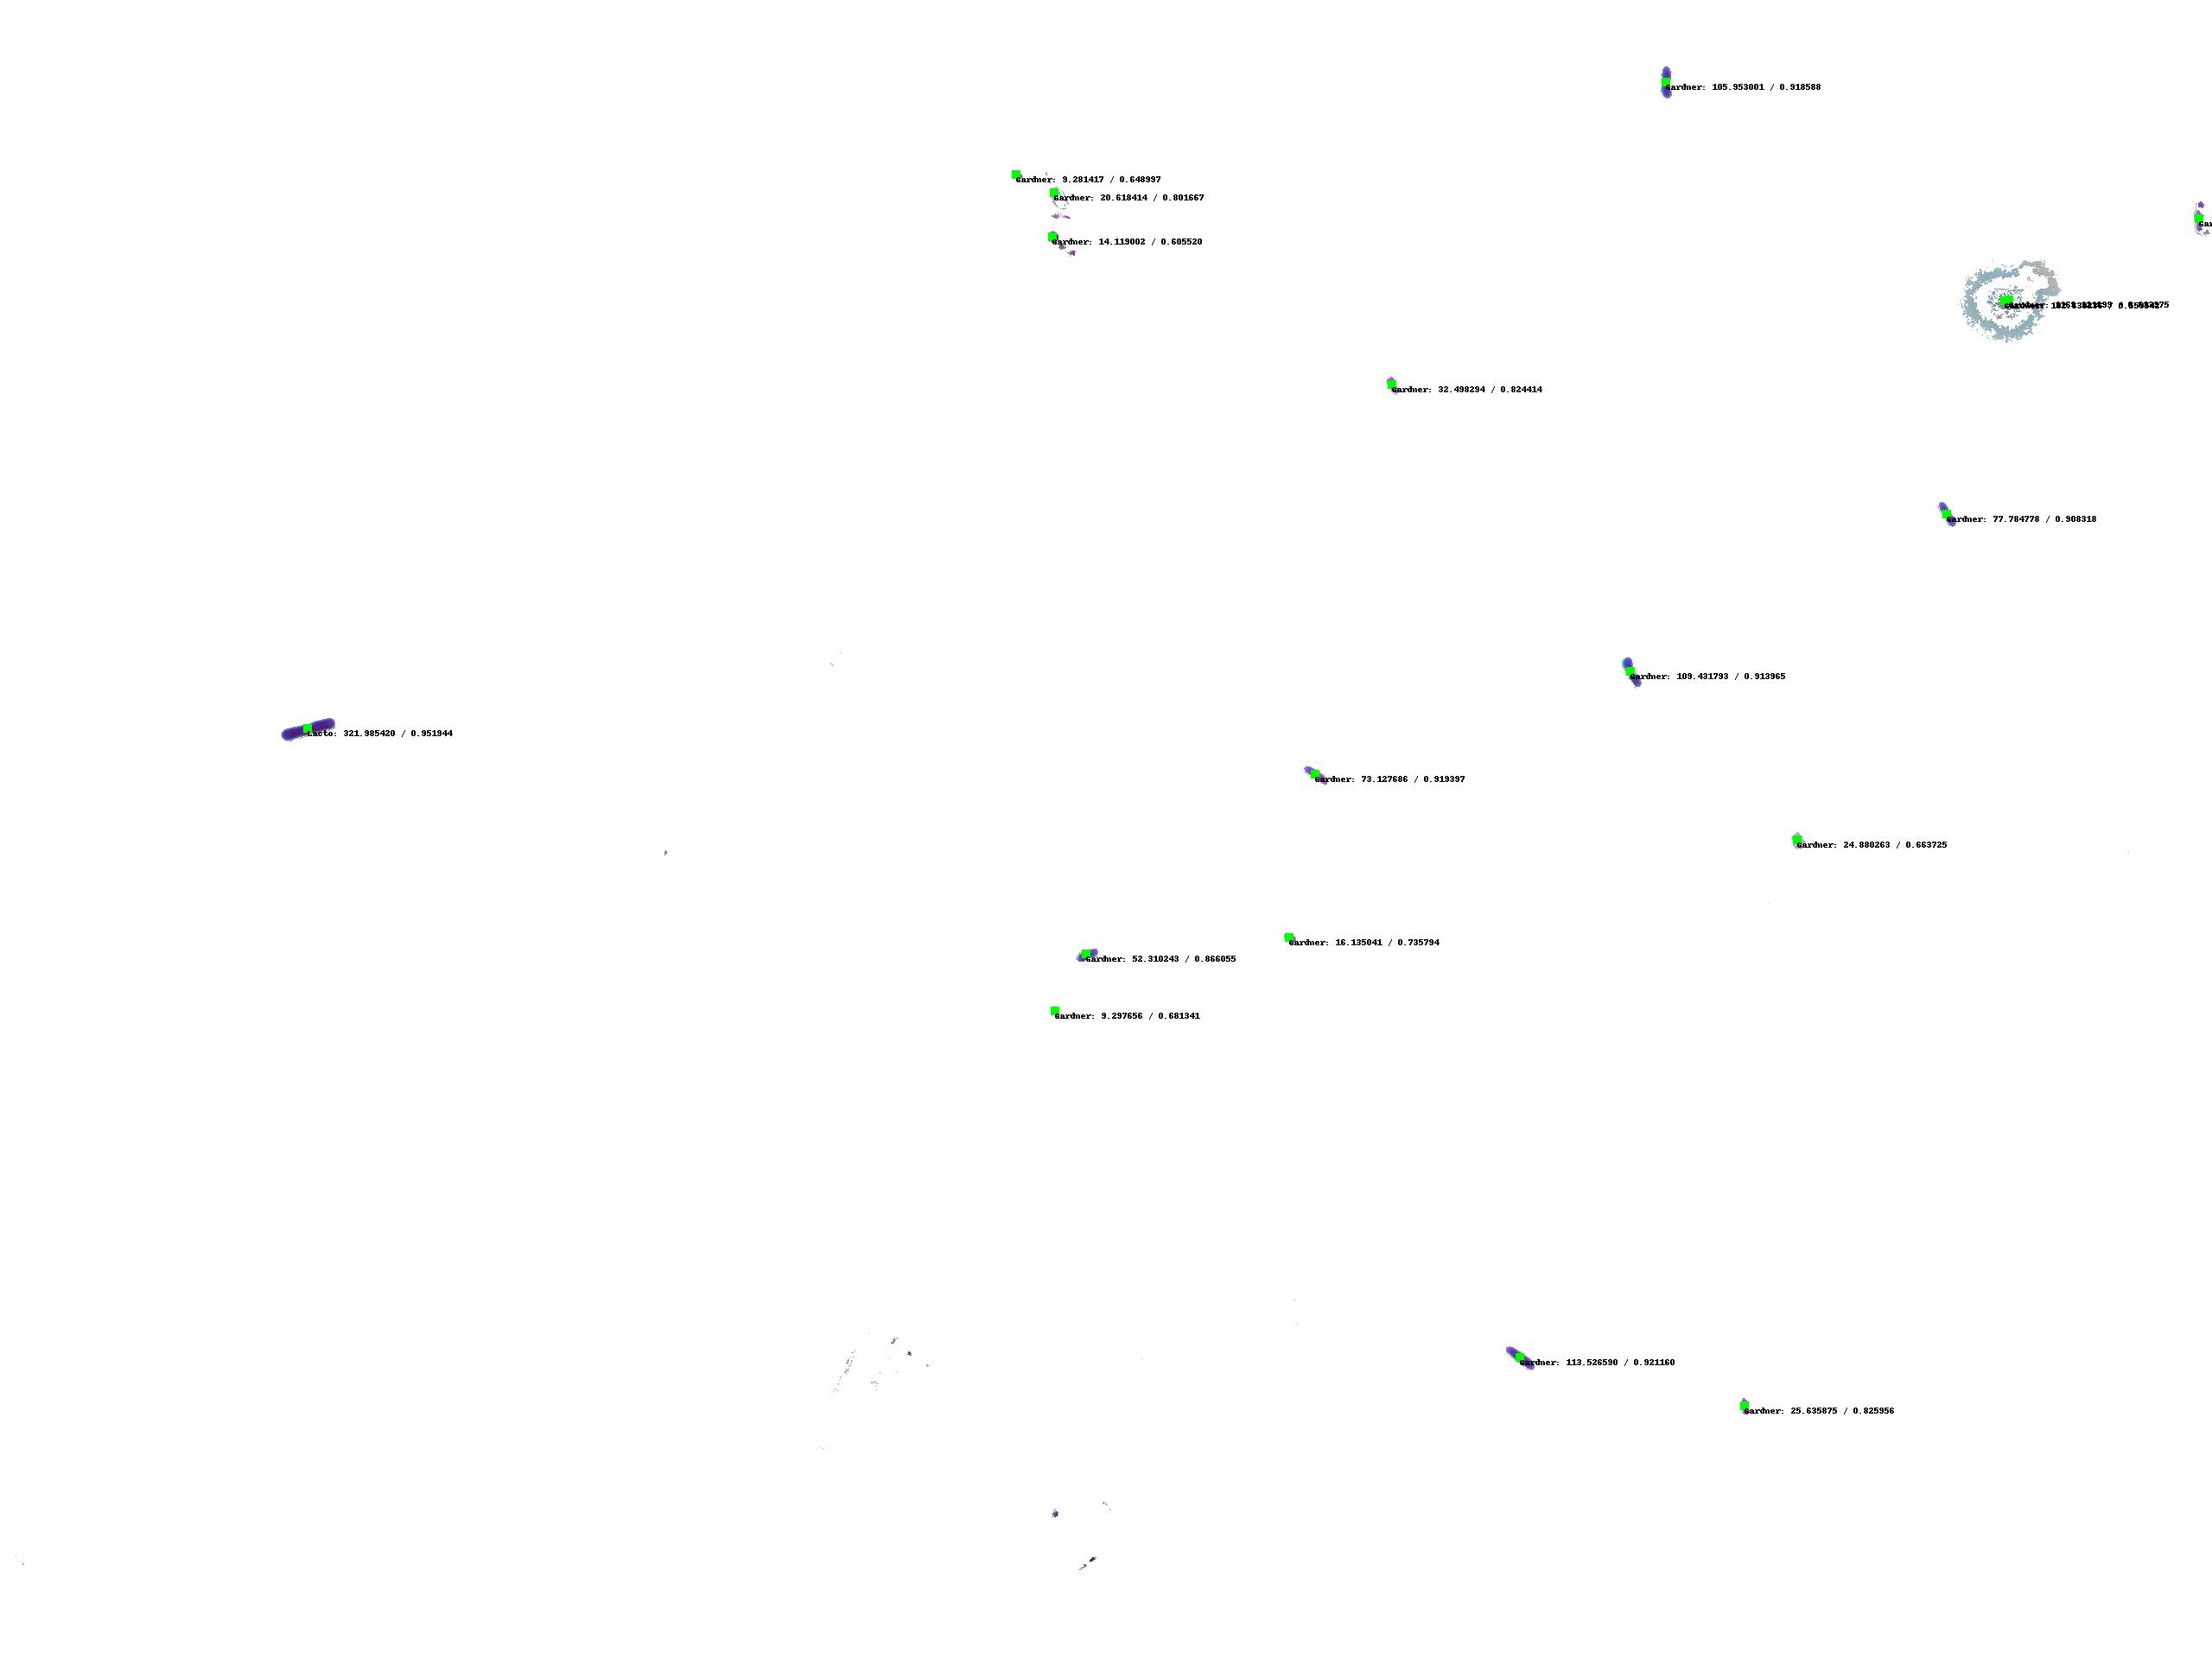 Gardner: 105.953001 / 0.918588
Gardner: 9.281417 / 0.648997
Gardner: 20.618414 / 0.801667
Gar
Gardner: 14.119002 / 0.605520
Gardner:
Gardner: 32.498294 / 0.824414
Gardner: 77.784778 / 0.908318
Gardner: 109.431793 / 0.913965
Lacto: 321.985420 / 0.951944
Gardner: 73.127686 / 0.919397
Gardner: 24.880263 / 0.663725
Gardner: 16.135041 / 0.735794
Gardner: 52.310243 / 0.866055
Gardner: 9.297656 / 0.681341
Gardner: 113.526590 / 0.921160
Gardner: 25.635875 / 0.825956